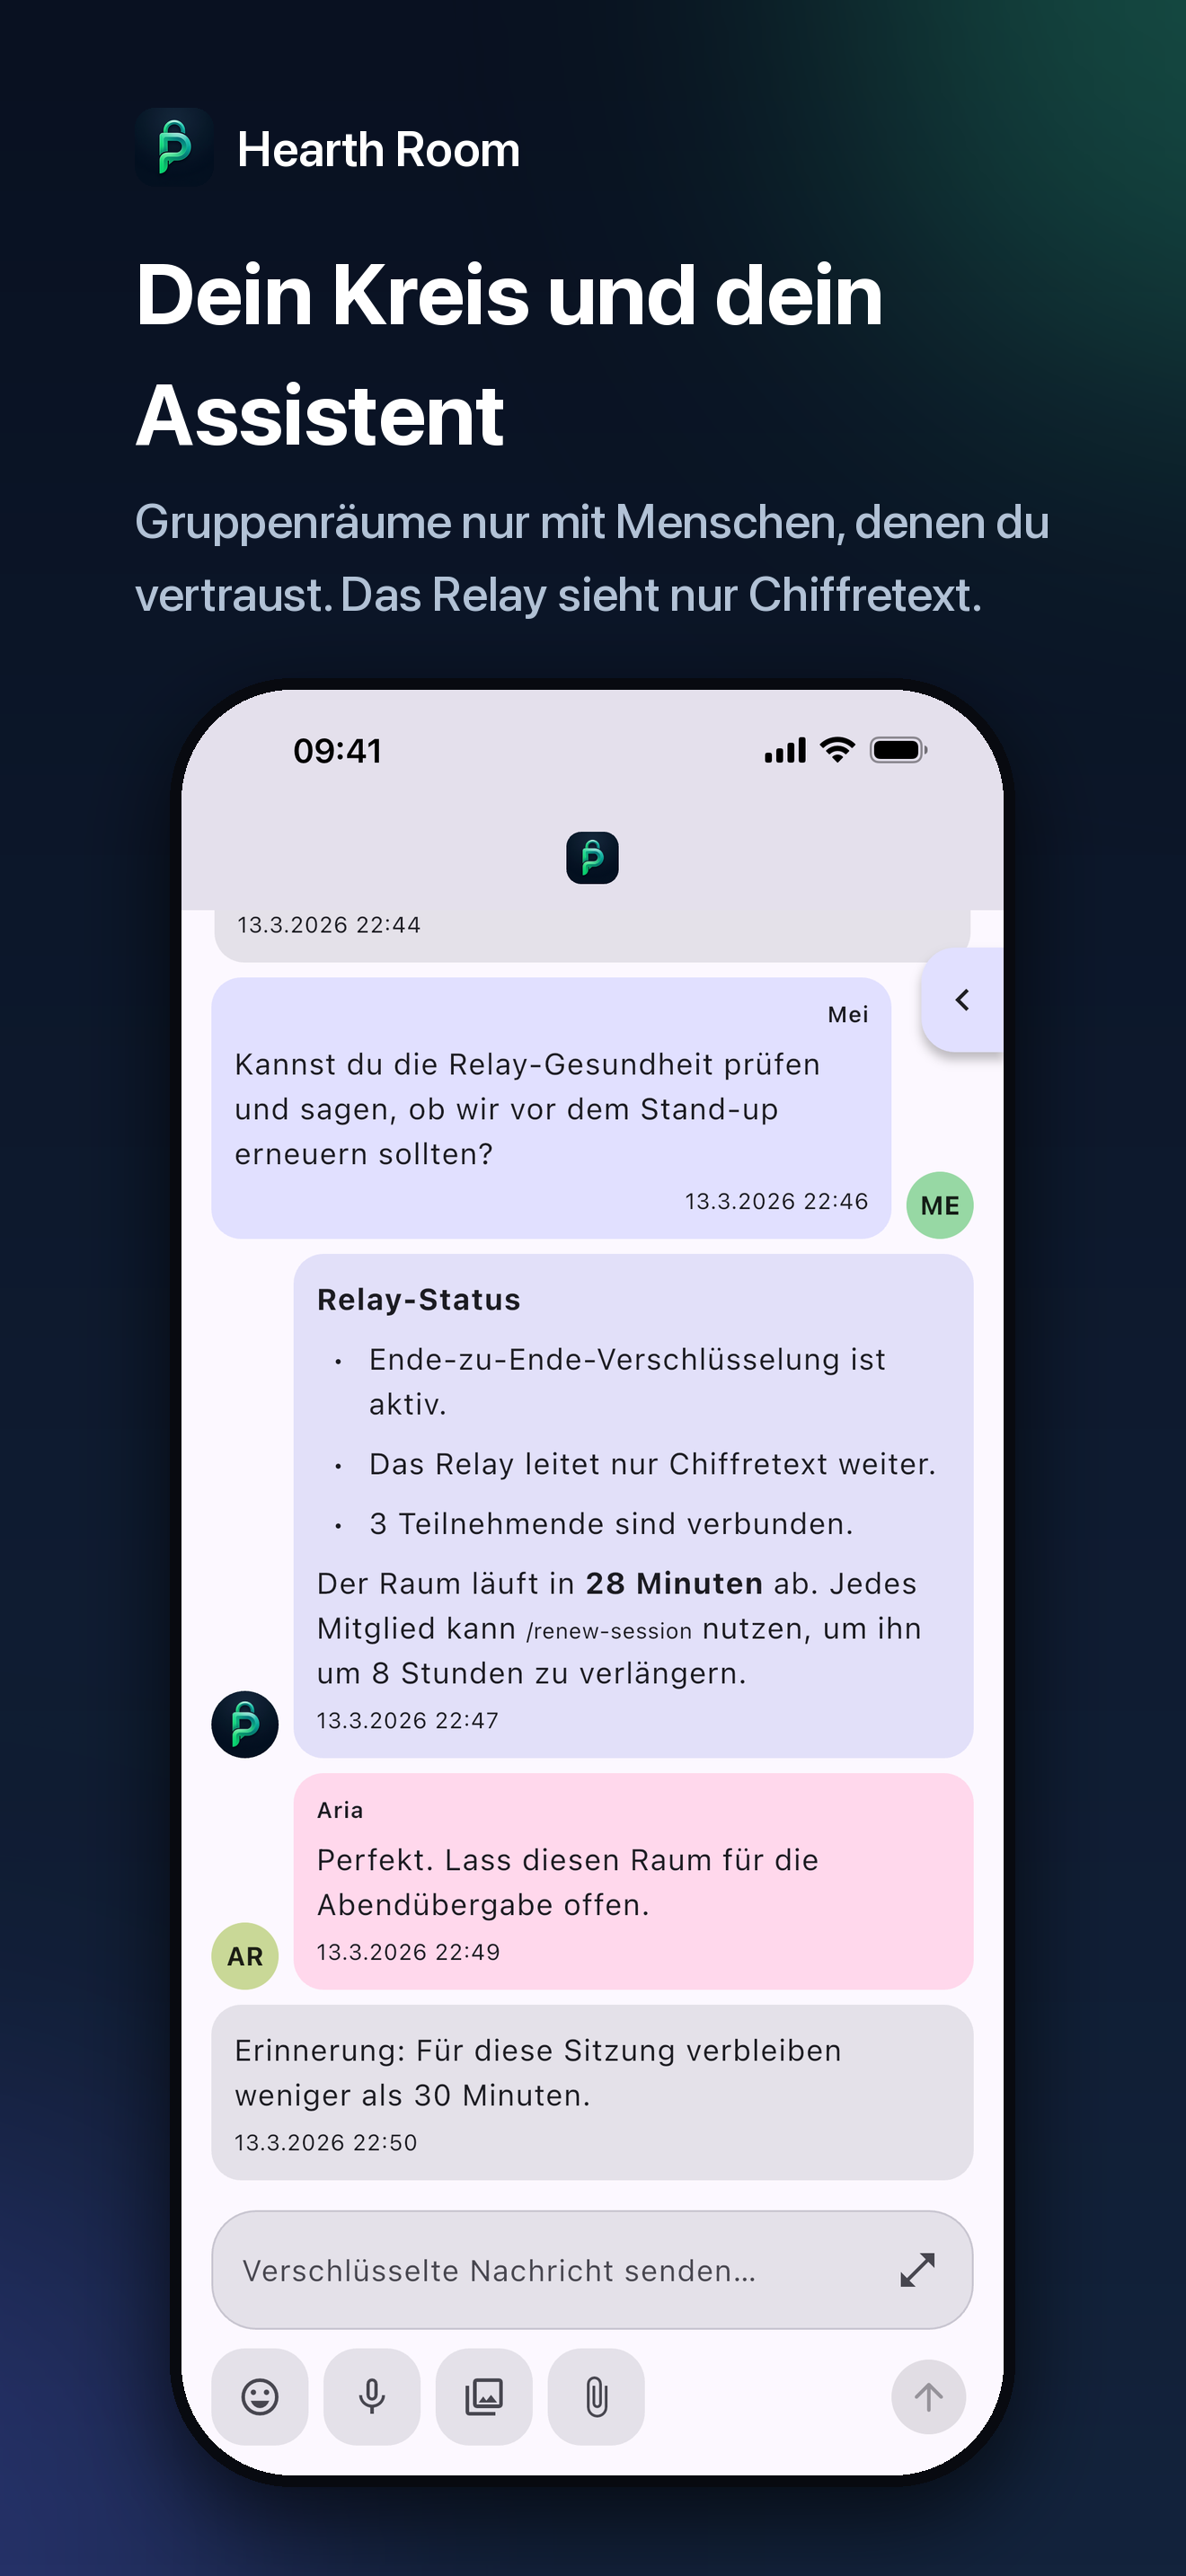 Hearth Room
Dein Kreis und dein
Assistent
Gruppenräume nur mit Menschen, denen du
vertraust. Das Relay sieht nur Chiffretext.
09:41
13.3.2026 22:44
Mei
Kannst du die Relay-Gesundheit prüfen
und sagen, ob wir vor dem Stand-up
erneuern sollten?
13.3.2026 22:46
ME
Relay-Status
• Ende-zu-Ende-Verschlüsselung ist
aktiv.
• Das Relay leitet nur Chiffretext weiter.
• 3 Teilnehmende sind verbunden.
Der Raum läuft in 28 Minuten ab. Jedes
Mitglied kann /renew-session nutzen, um ihn
um 8 Stunden zu verlängern.
13.3.2026 22:47
Aria
Perfekt. Lass diesen Raum für die
Abendübergabe offen.
13.3.2026 22:49
AR
Erinnerung: Für diese Sitzung verbleiben
weniger als 30 Minuten.
13.3.2026 22:50
Verschlüsselte Nachricht senden...